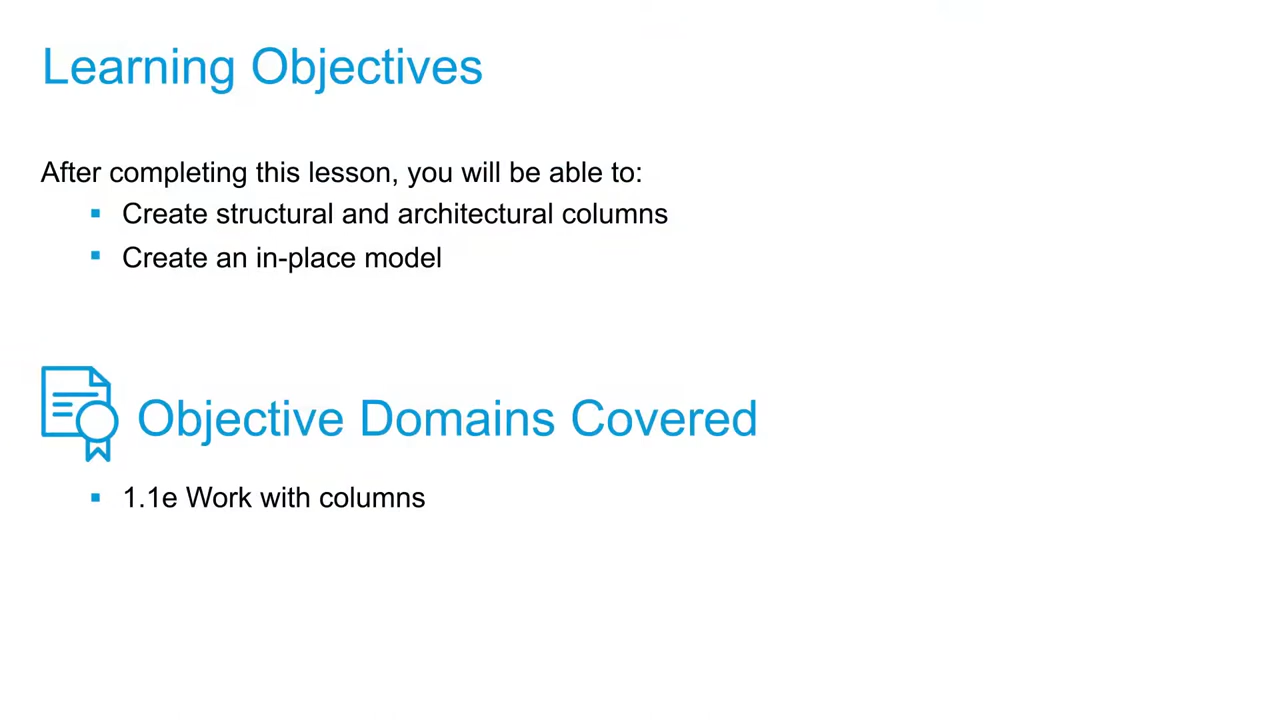 Learning Objectives
After completing this lesson, you will be able to:
▪ Create structural and architectural columns
▪ Create an in-place model
Objective Domains Covered
▪ 1.1e Work with columns